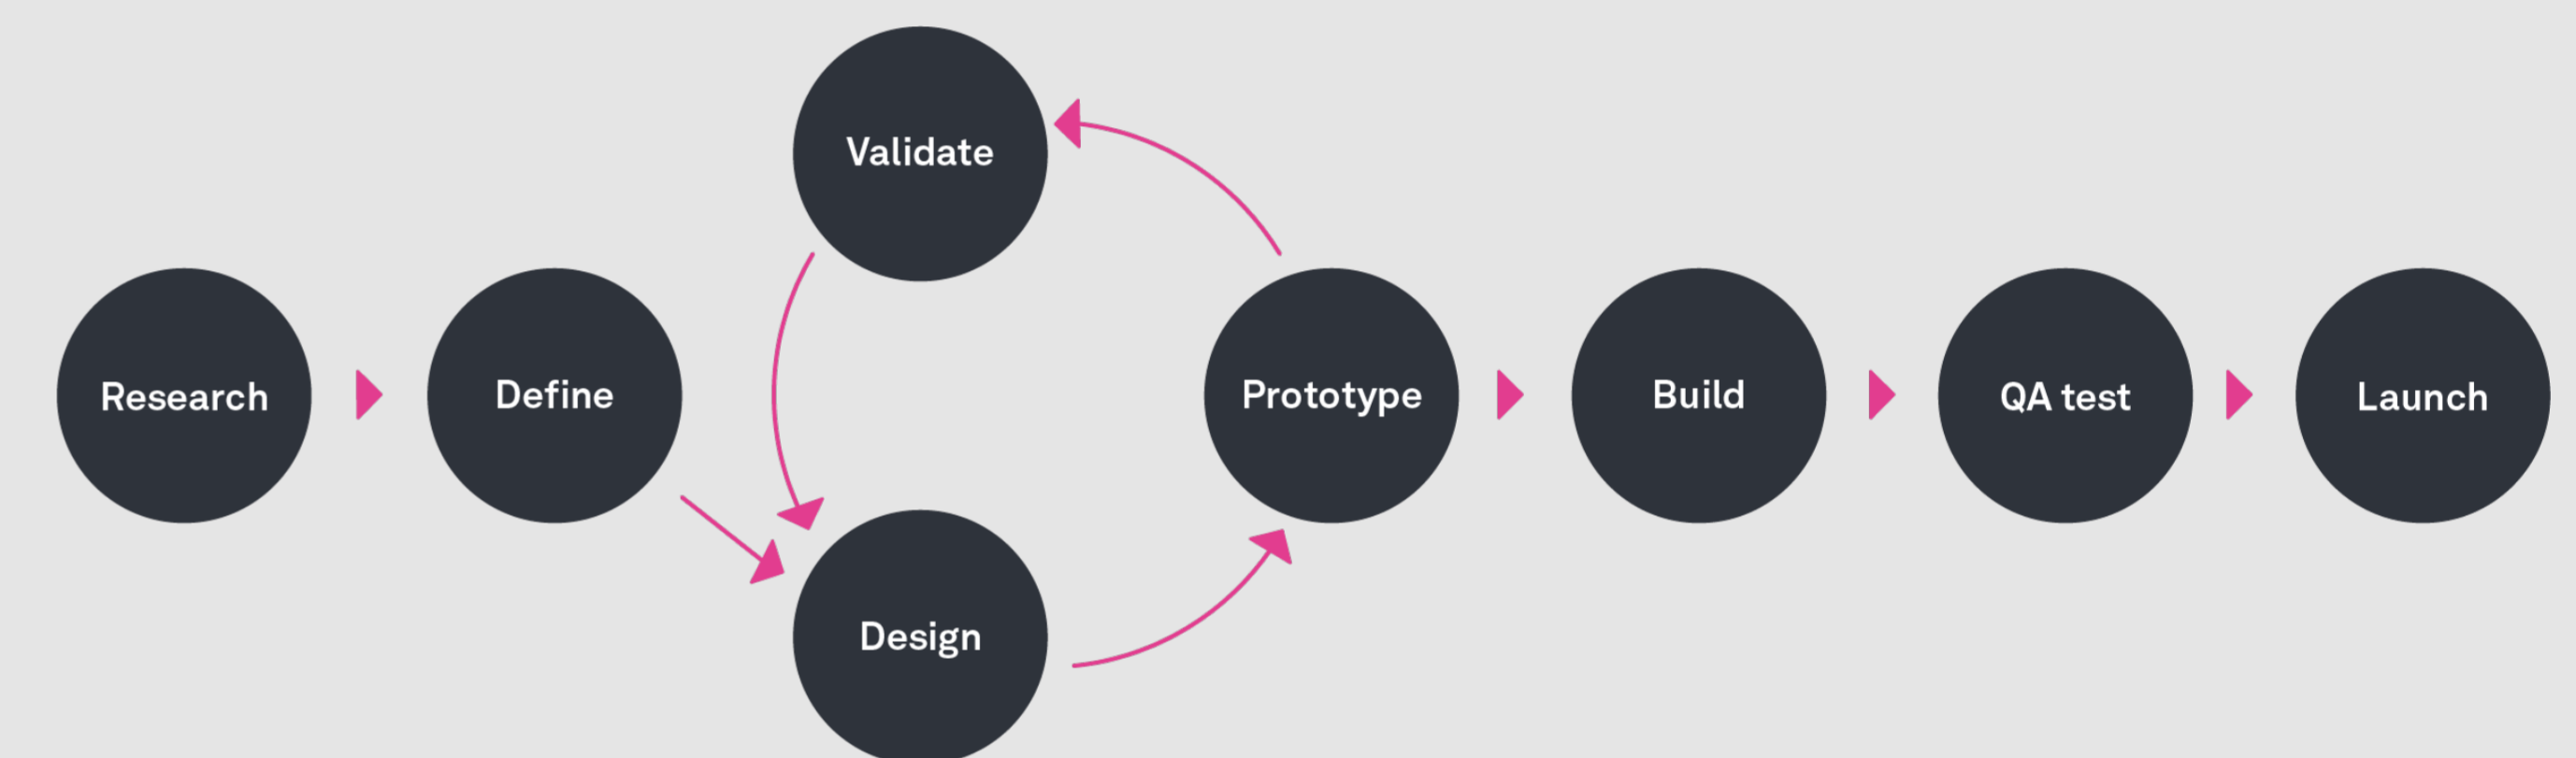 Validate
Research
Define
Prototype
Build
QA test
Launch
Design